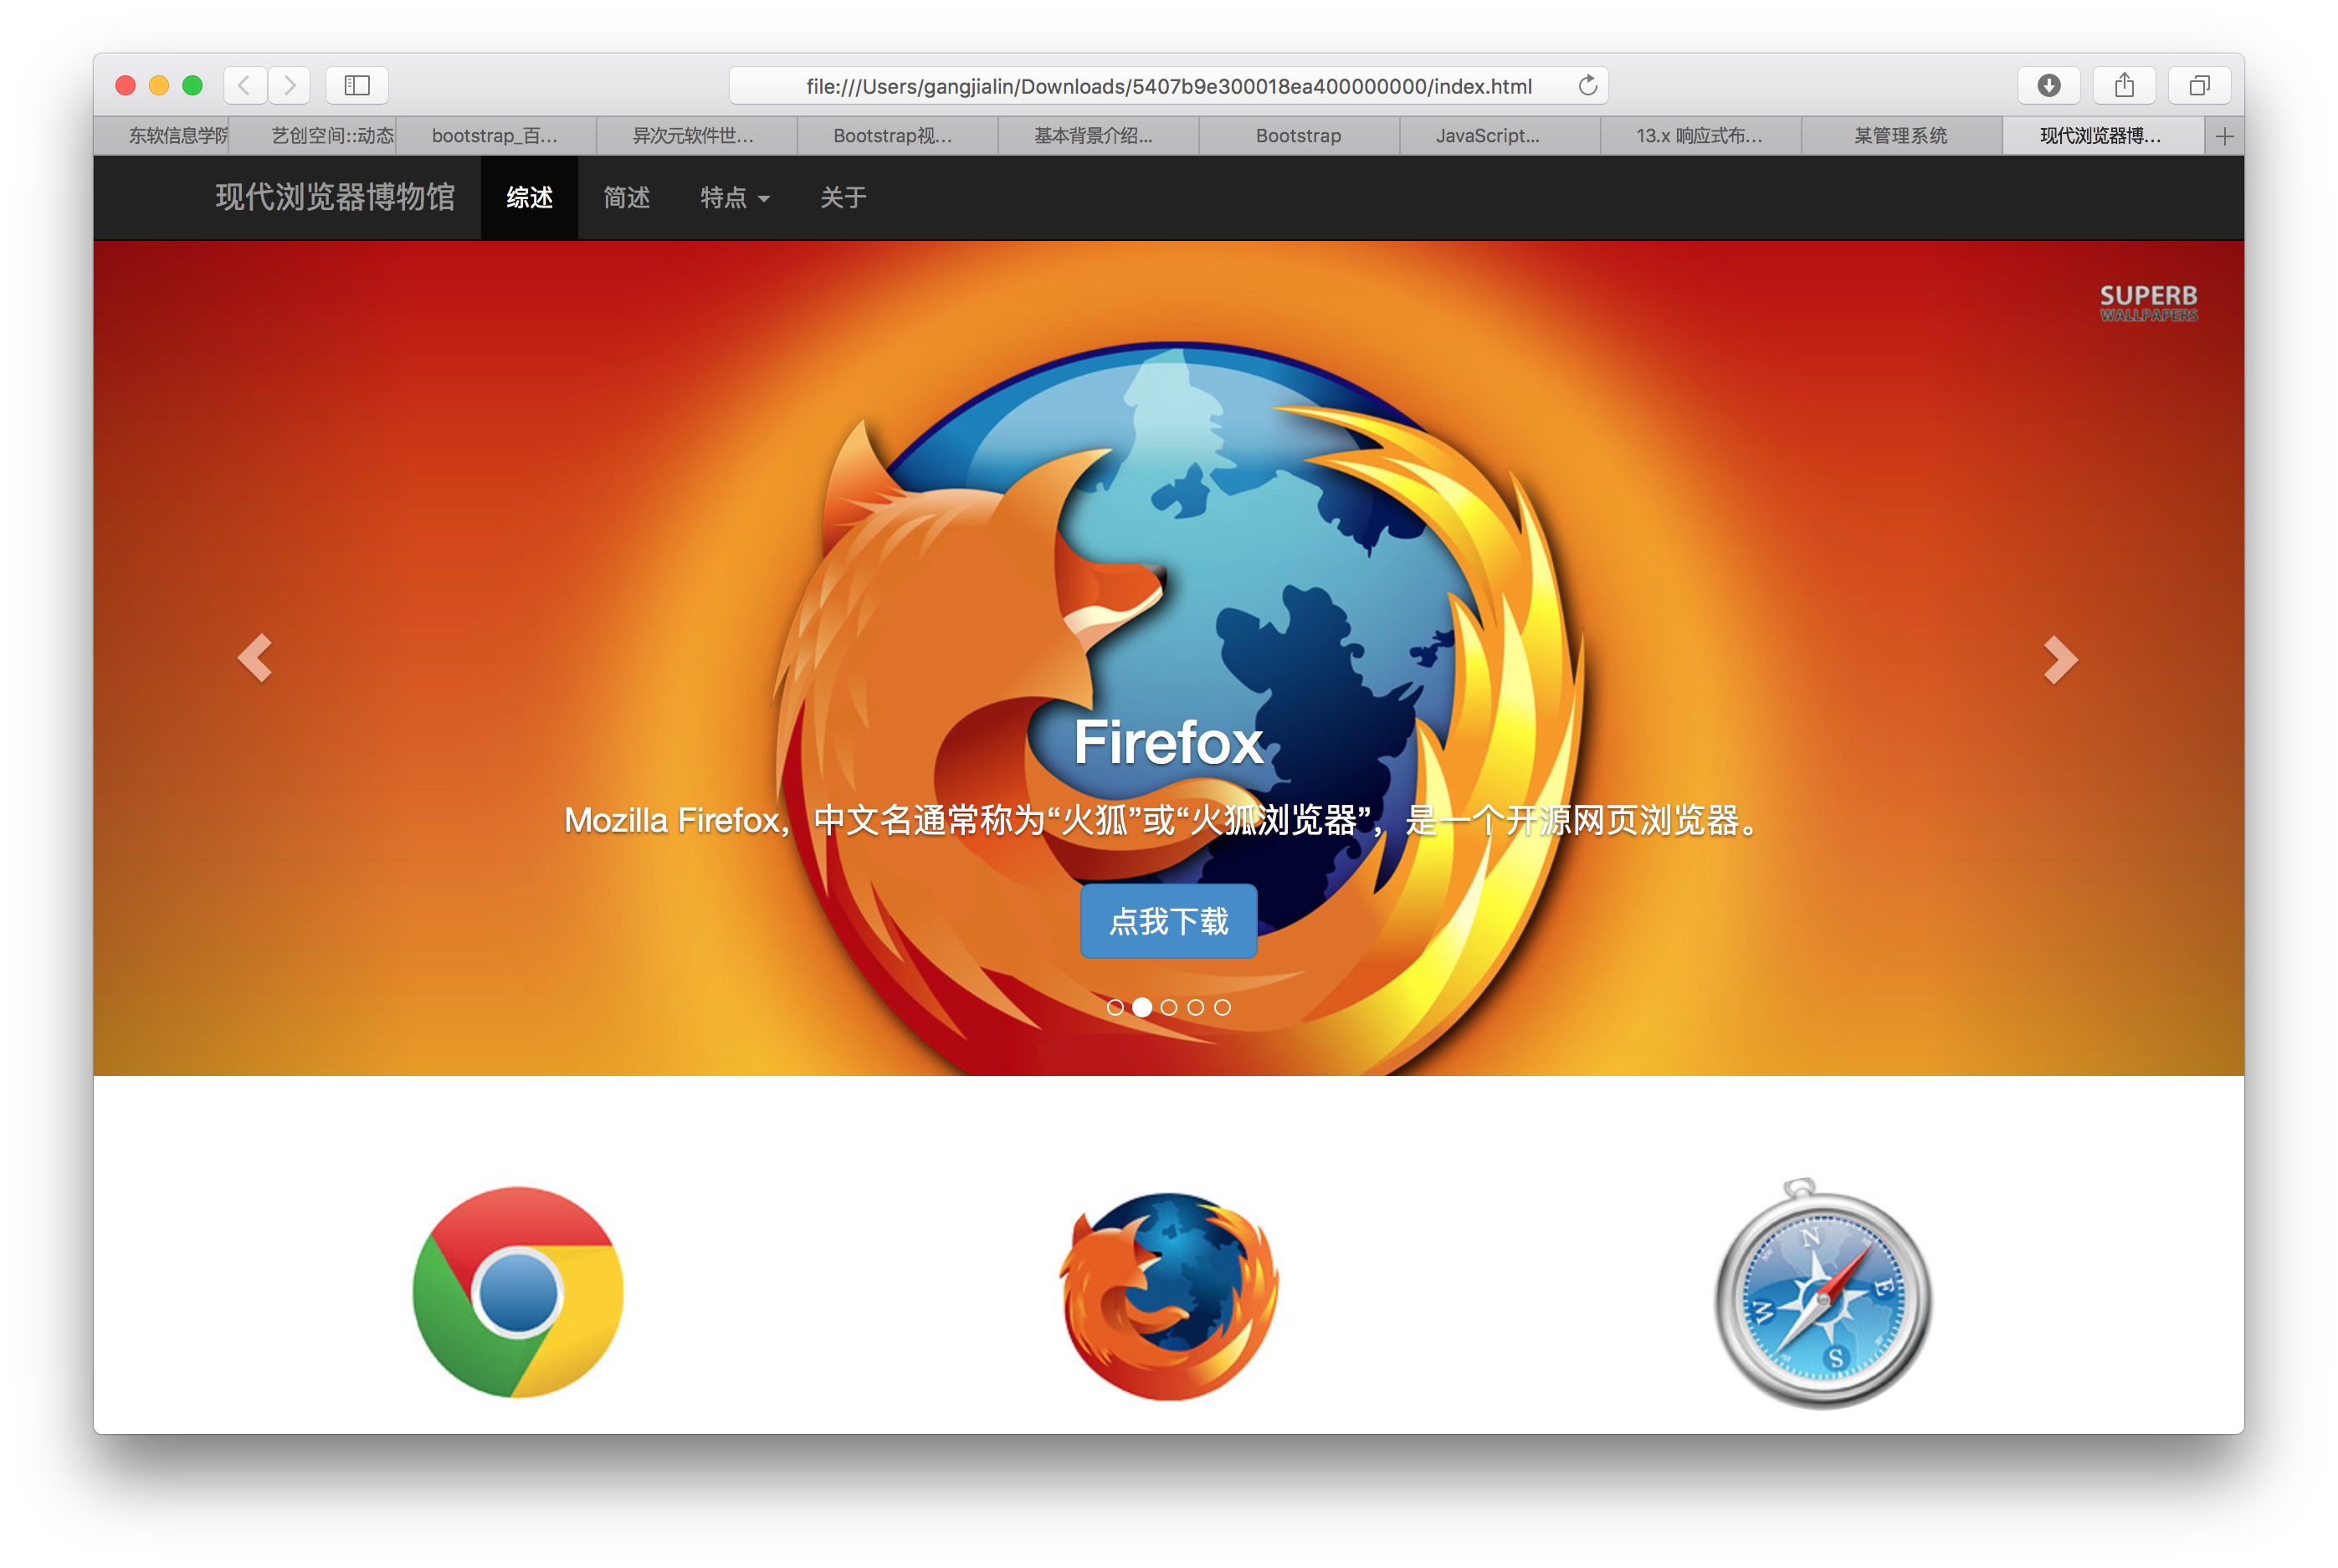 file:///Users/gangjialin/Downloads/5407b9e300018ea400000000/index.html
东软信息学院 艺创空间::动态 bootstrap_百… 异次元软件世… Bootstrap视频… 基本背景介绍… Bootstrap JavaScript… 13.x 响应式布… 某管理系统 现代浏览器博…
现代浏览器博物馆 综述 简述 特点 关于
SUPERB
WALLPAPERS
Firefox
Mozilla Firefox，中文名通常称为“火狐”或“火狐浏览器”，是一个开源网页浏览器。
点我下载
N
E
S
W